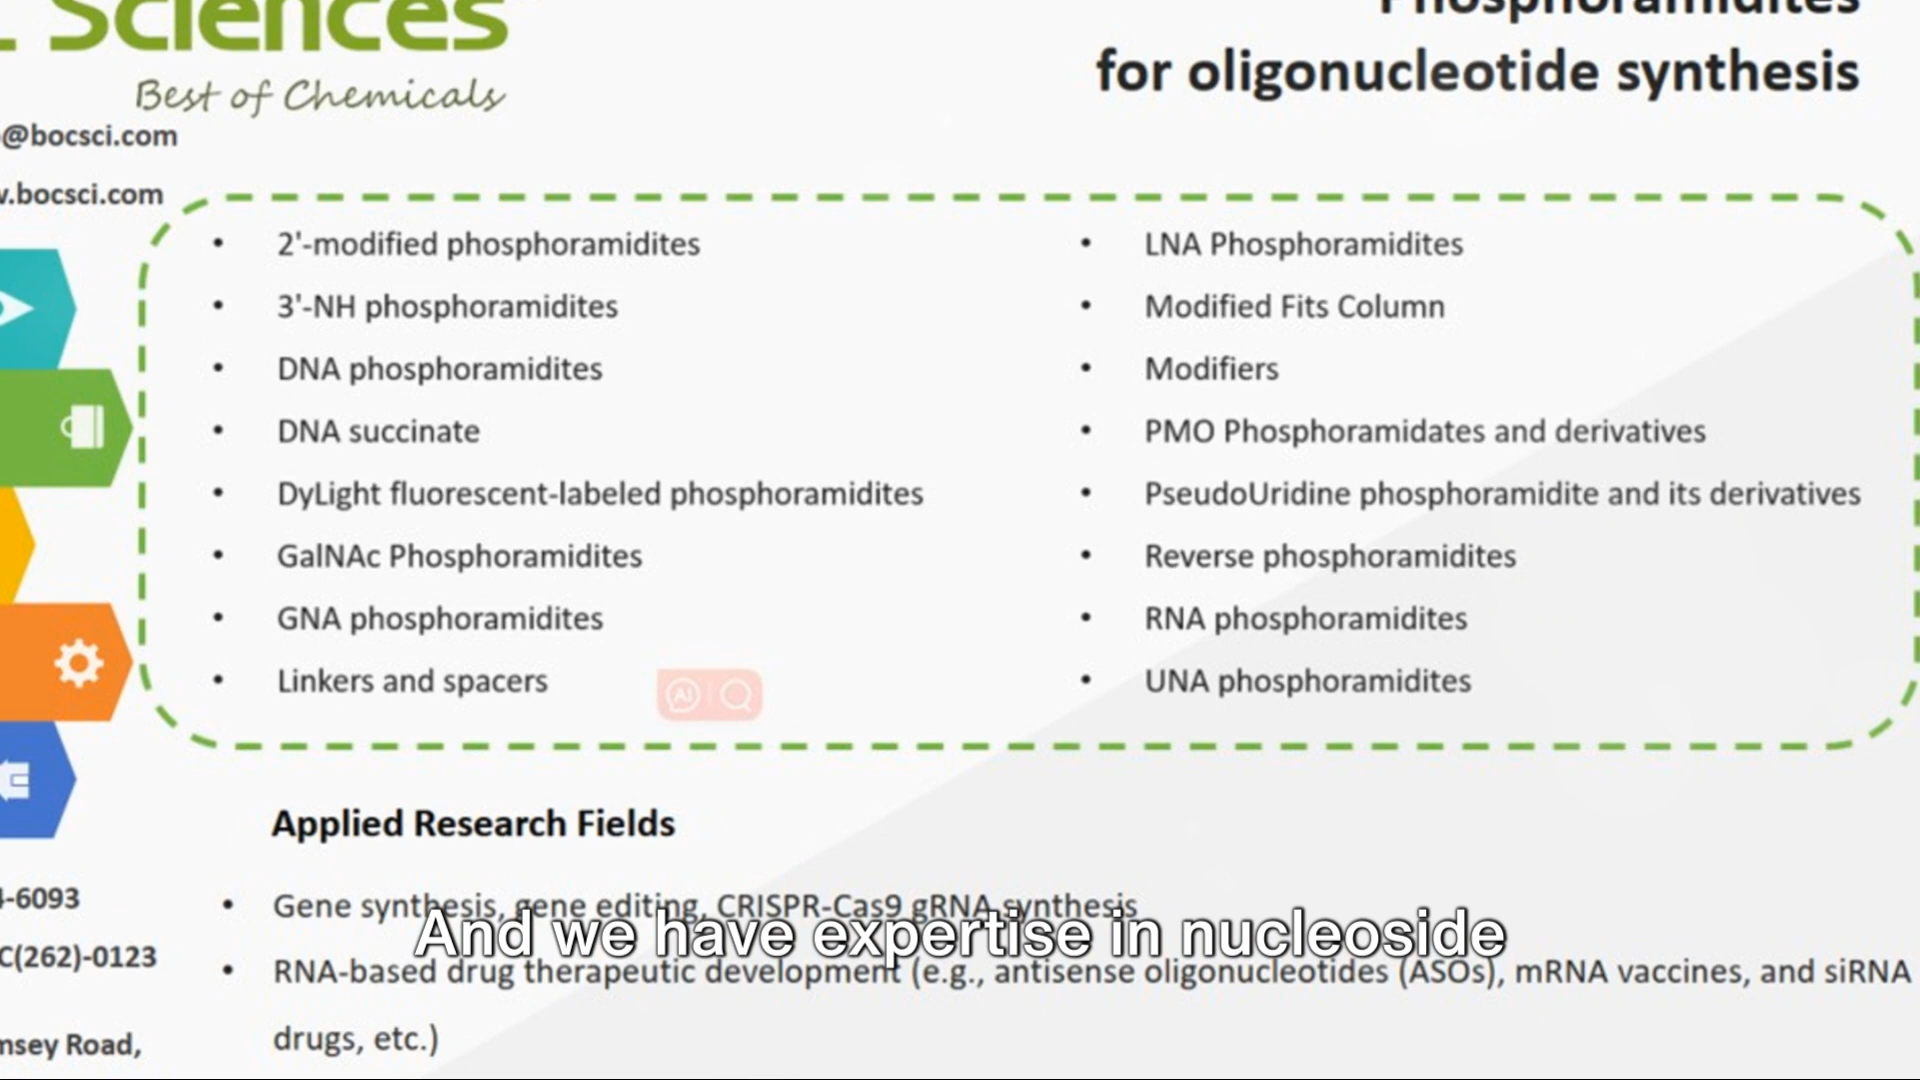 Sciences
Best of Chemicals
Phosphoramidites
for oligonucleotide synthesis
@bocsci.com
.bocsci.com
• 2'-modified phosphoramidites
• 3'-NH phosphoramidites
• DNA phosphoramidites
• DNA succinate
• DyLight fluorescent-labeled phosphoramidites
• GalNAc Phosphoramidites
• GNA phosphoramidites
• Linkers and spacers
• LNA Phosphoramidites
• Modified Fits Column
• Modifiers
• PMO Phosphoramidates and derivatives
• PseudoUridine phosphoramidite and its derivatives
• Reverse phosphoramidites
• RNA phosphoramidites
• UNA phosphoramidites
AI
Applied Research Fields
• Gene synthesis, gene editing, CRISPR-Cas9 gRNA synthesis
• RNA-based drug therapeutic development (e.g., antisense oligonucleotides (ASOs), mRNA vaccines, and siRNA
drugs, etc.)
-6093
C(262)-0123
msey Road,
And we have expertise in nucleoside